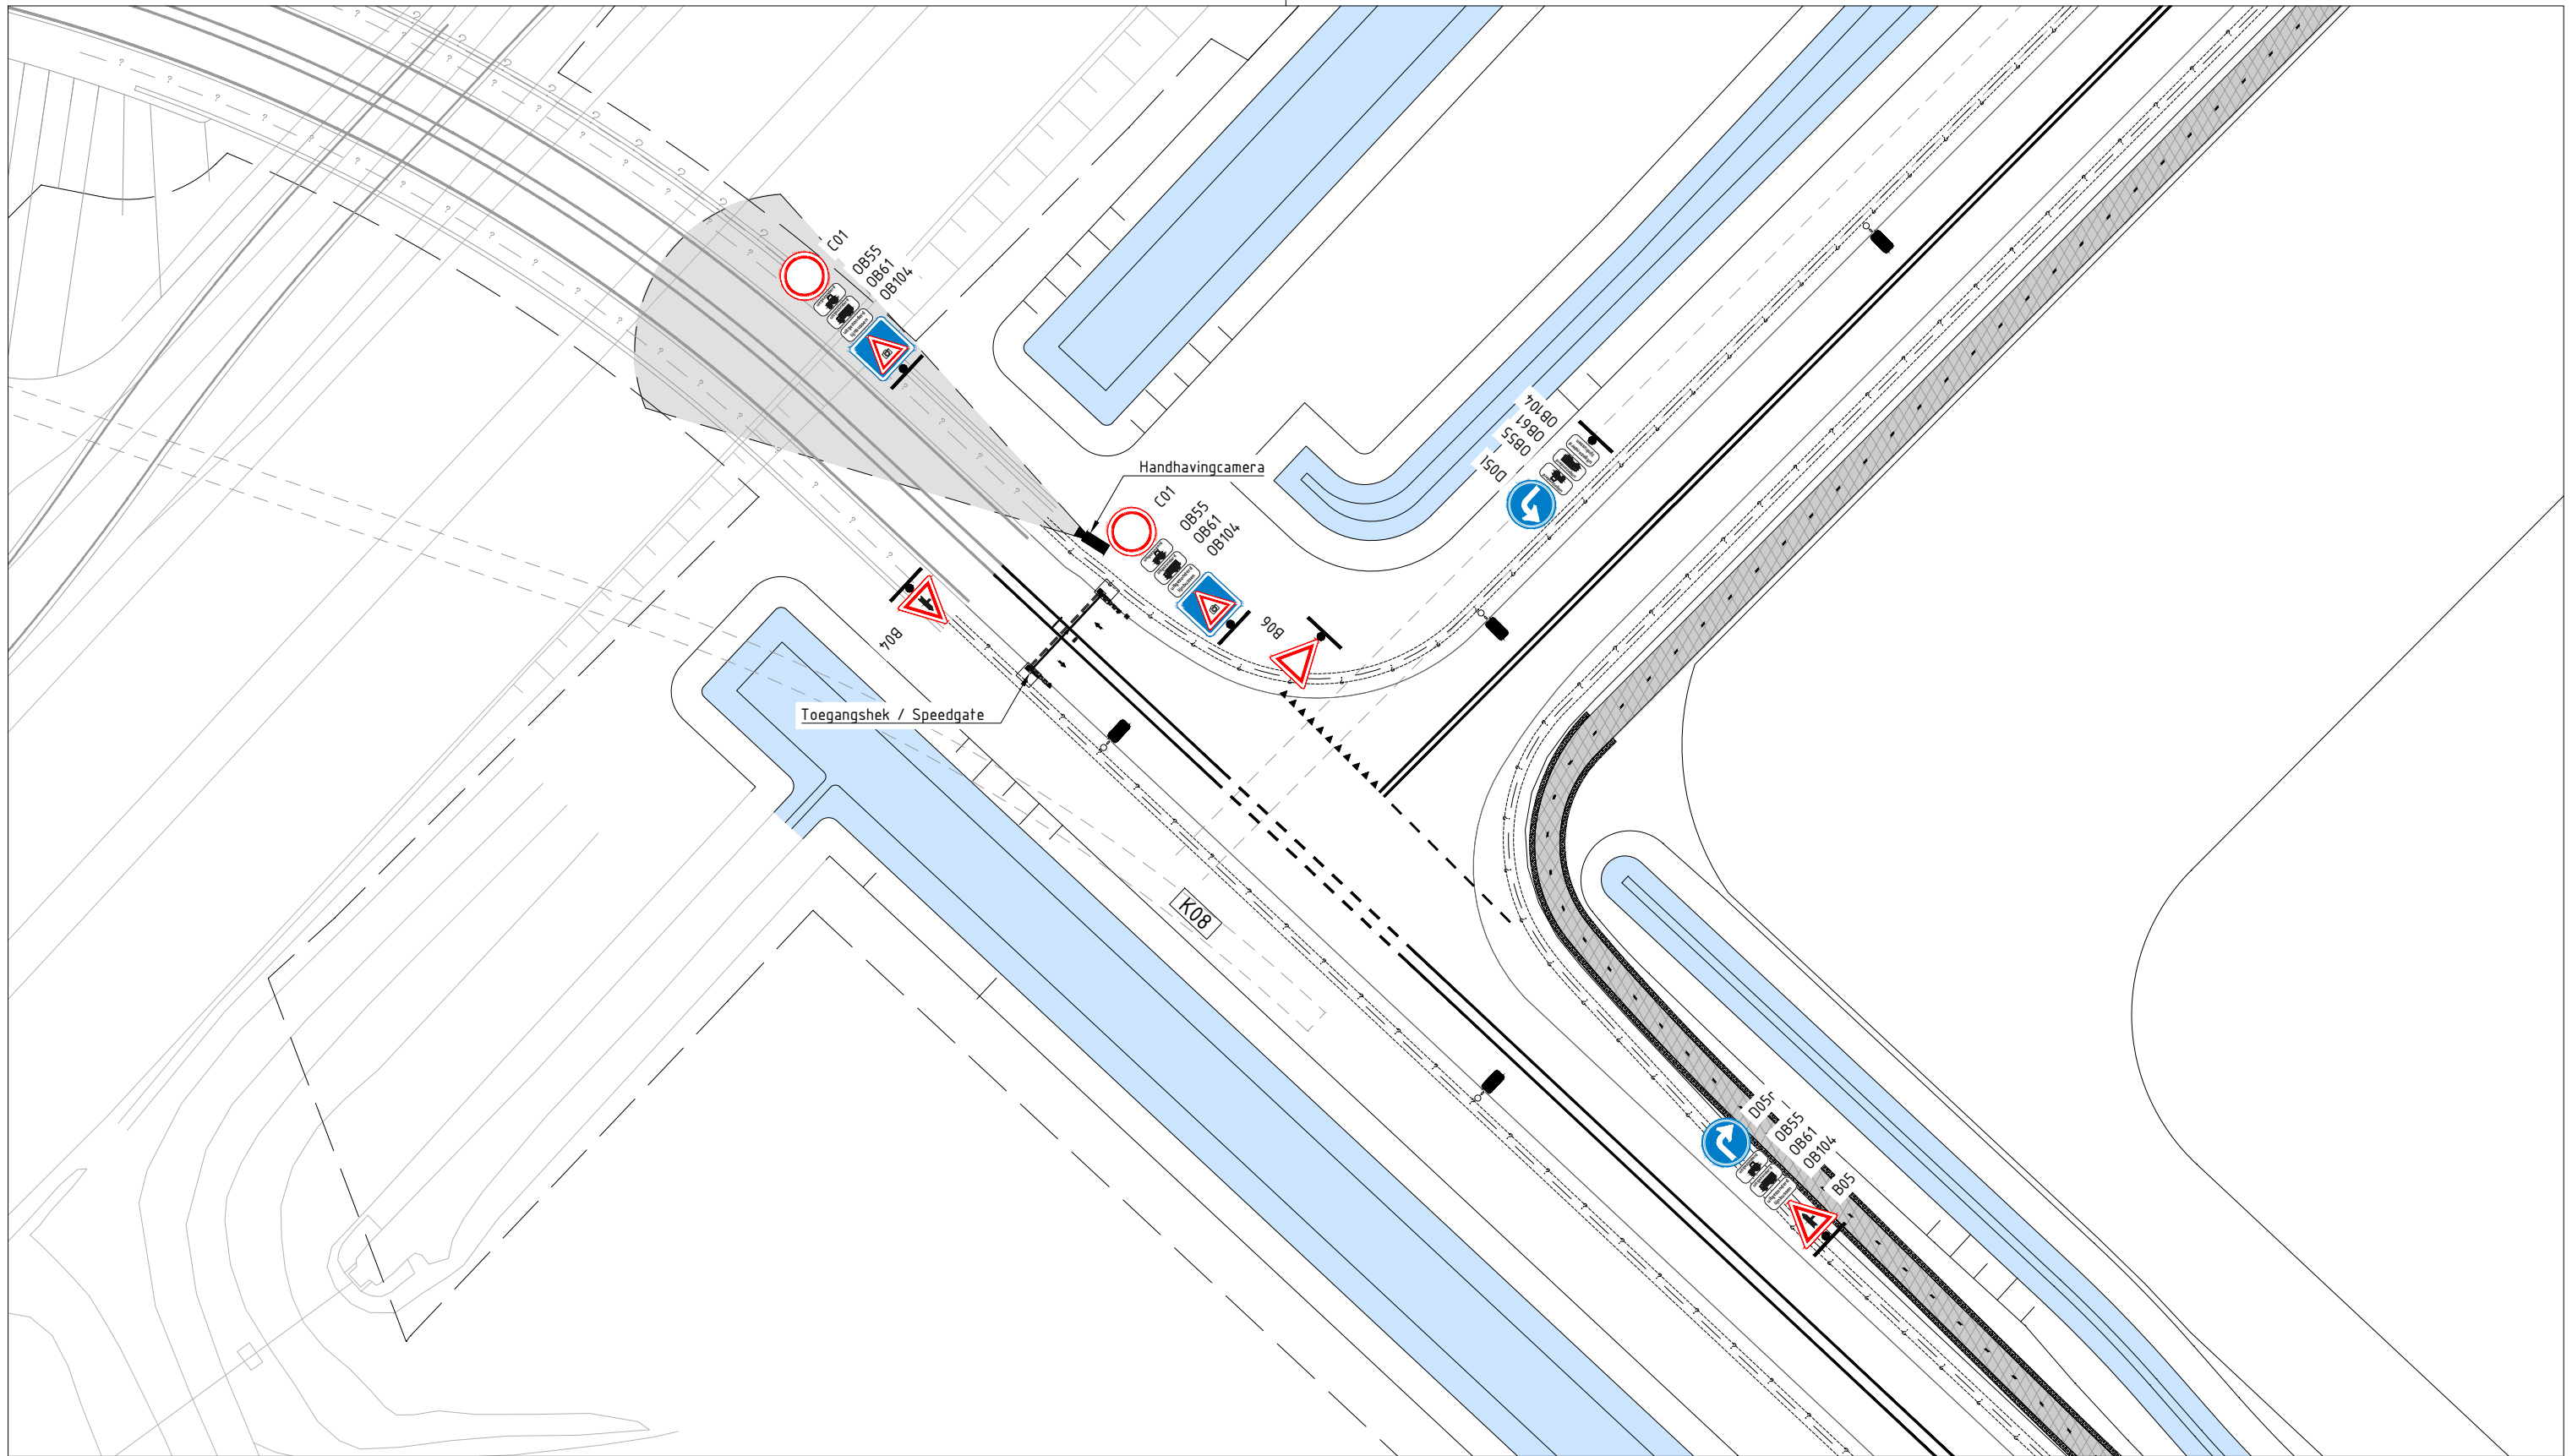 C01
OB55
OB61
OB104
Handhavingcamera
C01
OB55
OB61
OB104
D05l
OB55
OB61
OB104
B04
B06
Toegangshek / Speedgate
K08
D05r
OB55
OB61
OB104
B05